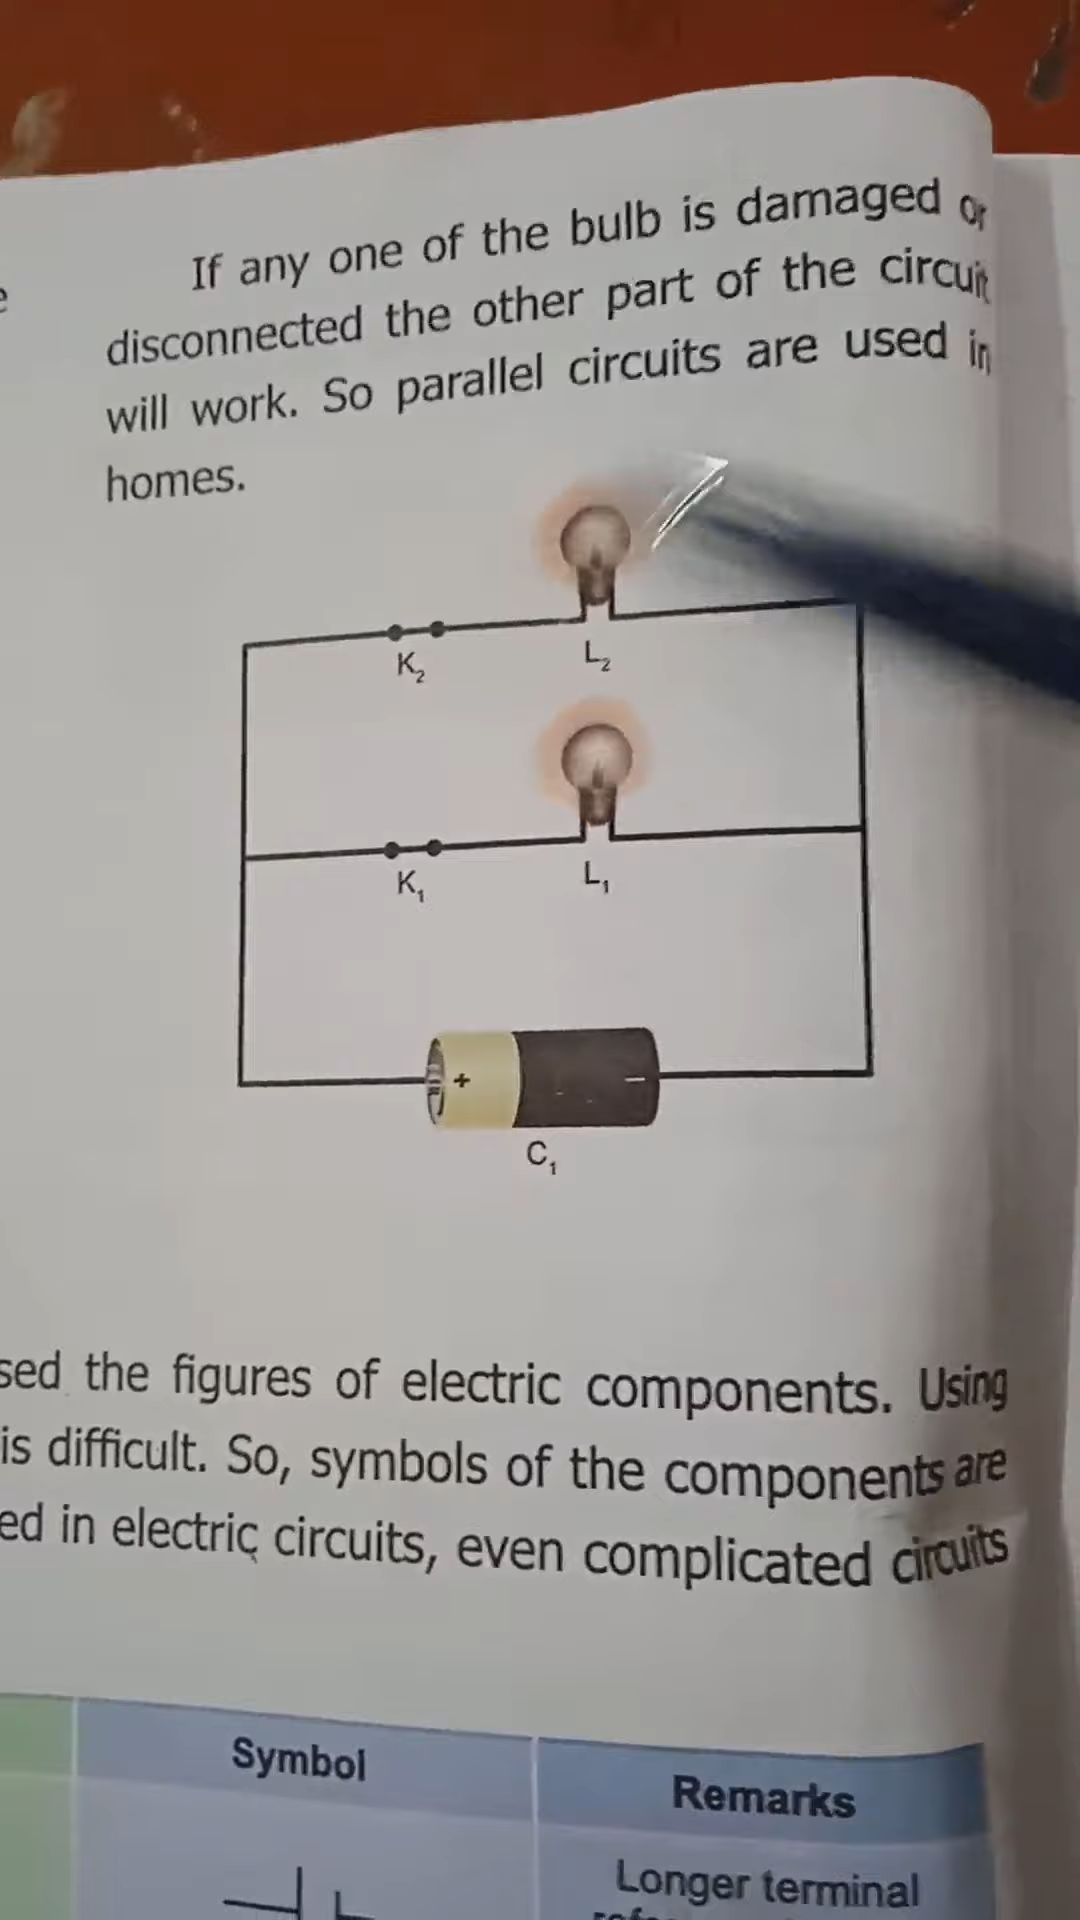 If any one of the bulb is damaged or
disconnected the other part of the circuit
will work. So parallel circuits are used in
homes.
K₂
L₂
K₁
L₁
+
−
C₁
sed the figures of electric components. Using
is difficult. So, symbols of the components are
ed in electric circuits, even complicated circuits
Symbol
Remarks
Longer terminal